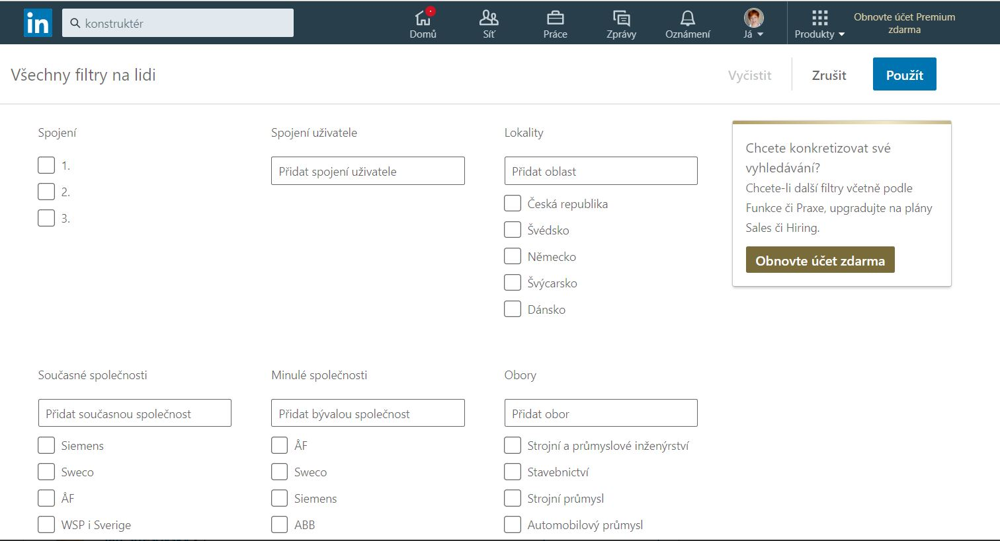 in
konstruktér
Domů
Síť
Práce
Zprávy
Oznámení
Já
Produkty
Obnovte účet Premium
zdarma
Všechny filtry na lidi
Vyčistit
Zrušit
Použít
Spojení
1.
2.
3.
Spojení uživatele
Přidat spojení uživatele
Lokality
Přidat oblast
Česká republika
Švédsko
Německo
Švýcarsko
Dánsko
Chcete konkretizovat své
vyhledávání?
Chcete-li další filtry včetně podle
Funkce či Praxe, upgradujte na plány
Sales či Hiring.
Obnovte účet zdarma
Současné společnosti
Přidat současnou společnost
Siemens
Sweco
ÅF
WSP i Sverige
Minulé společnosti
Přidat bývalou společnost
ÅF
Sweco
Siemens
ABB
Obory
Přidat obor
Strojní a průmyslové inženýrství
Stavebnictví
Strojní průmysl
Automobilový průmysl